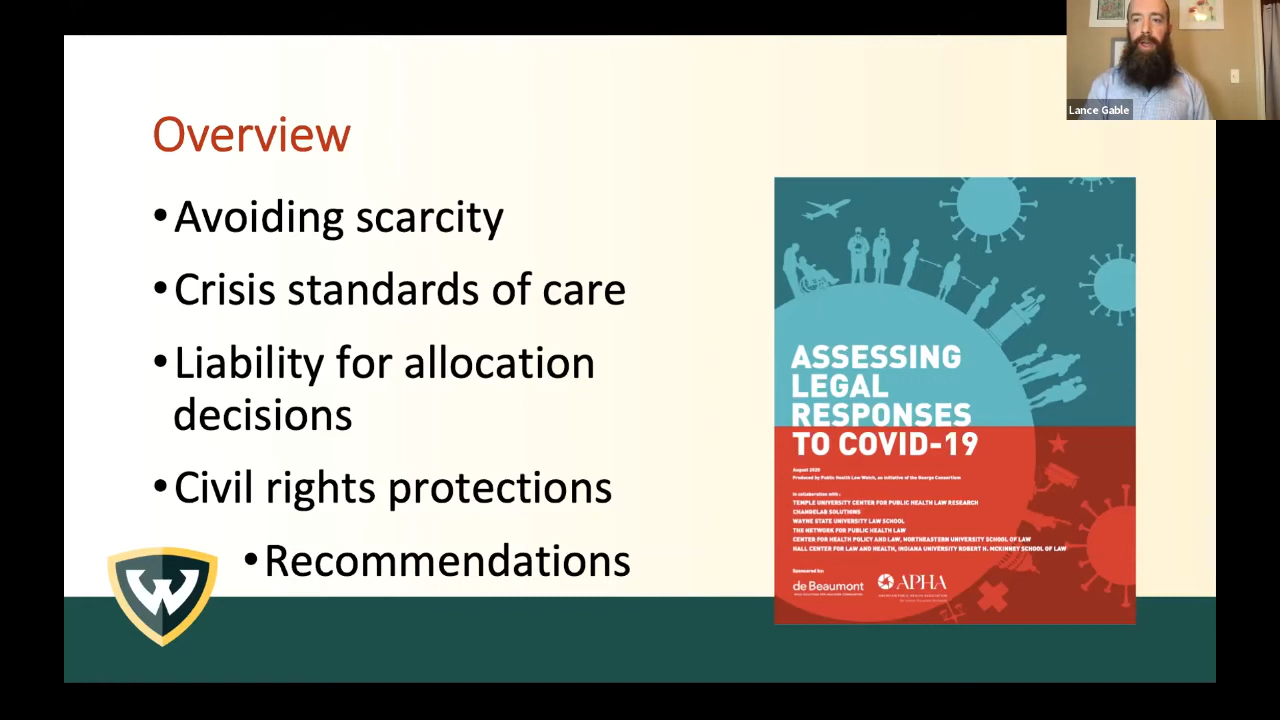 Lance Gable
Overview
•Avoiding scarcity
•Crisis standards of care
•Liability for allocation
decisions
•Civil rights protections
•Recommendations
W
ASSESSING
LEGAL
RESPONSES
TO COVID-19
August 2020
Produced by Public Health Law Watch, an initiative of the George Consortium
In collaboration with:
TEMPLE UNIVERSITY CENTER FOR PUBLIC HEALTH LAW RESEARCH
CHANGELAB SOLUTIONS
WAYNE STATE UNIVERSITY LAW SCHOOL
THE NETWORK FOR PUBLIC HEALTH LAW
CENTER FOR HEALTH POLICY AND LAW, NORTHEASTERN UNIVERSITY SCHOOL OF LAW
HALL CENTER FOR LAW AND HEALTH, INDIANA UNIVERSITY ROBERT H. MCKINNEY SCHOOL OF LAW
Sponsored by:
de Beaumont
APHA
AMERICAN PUBLIC HEALTH ASSOCIATION